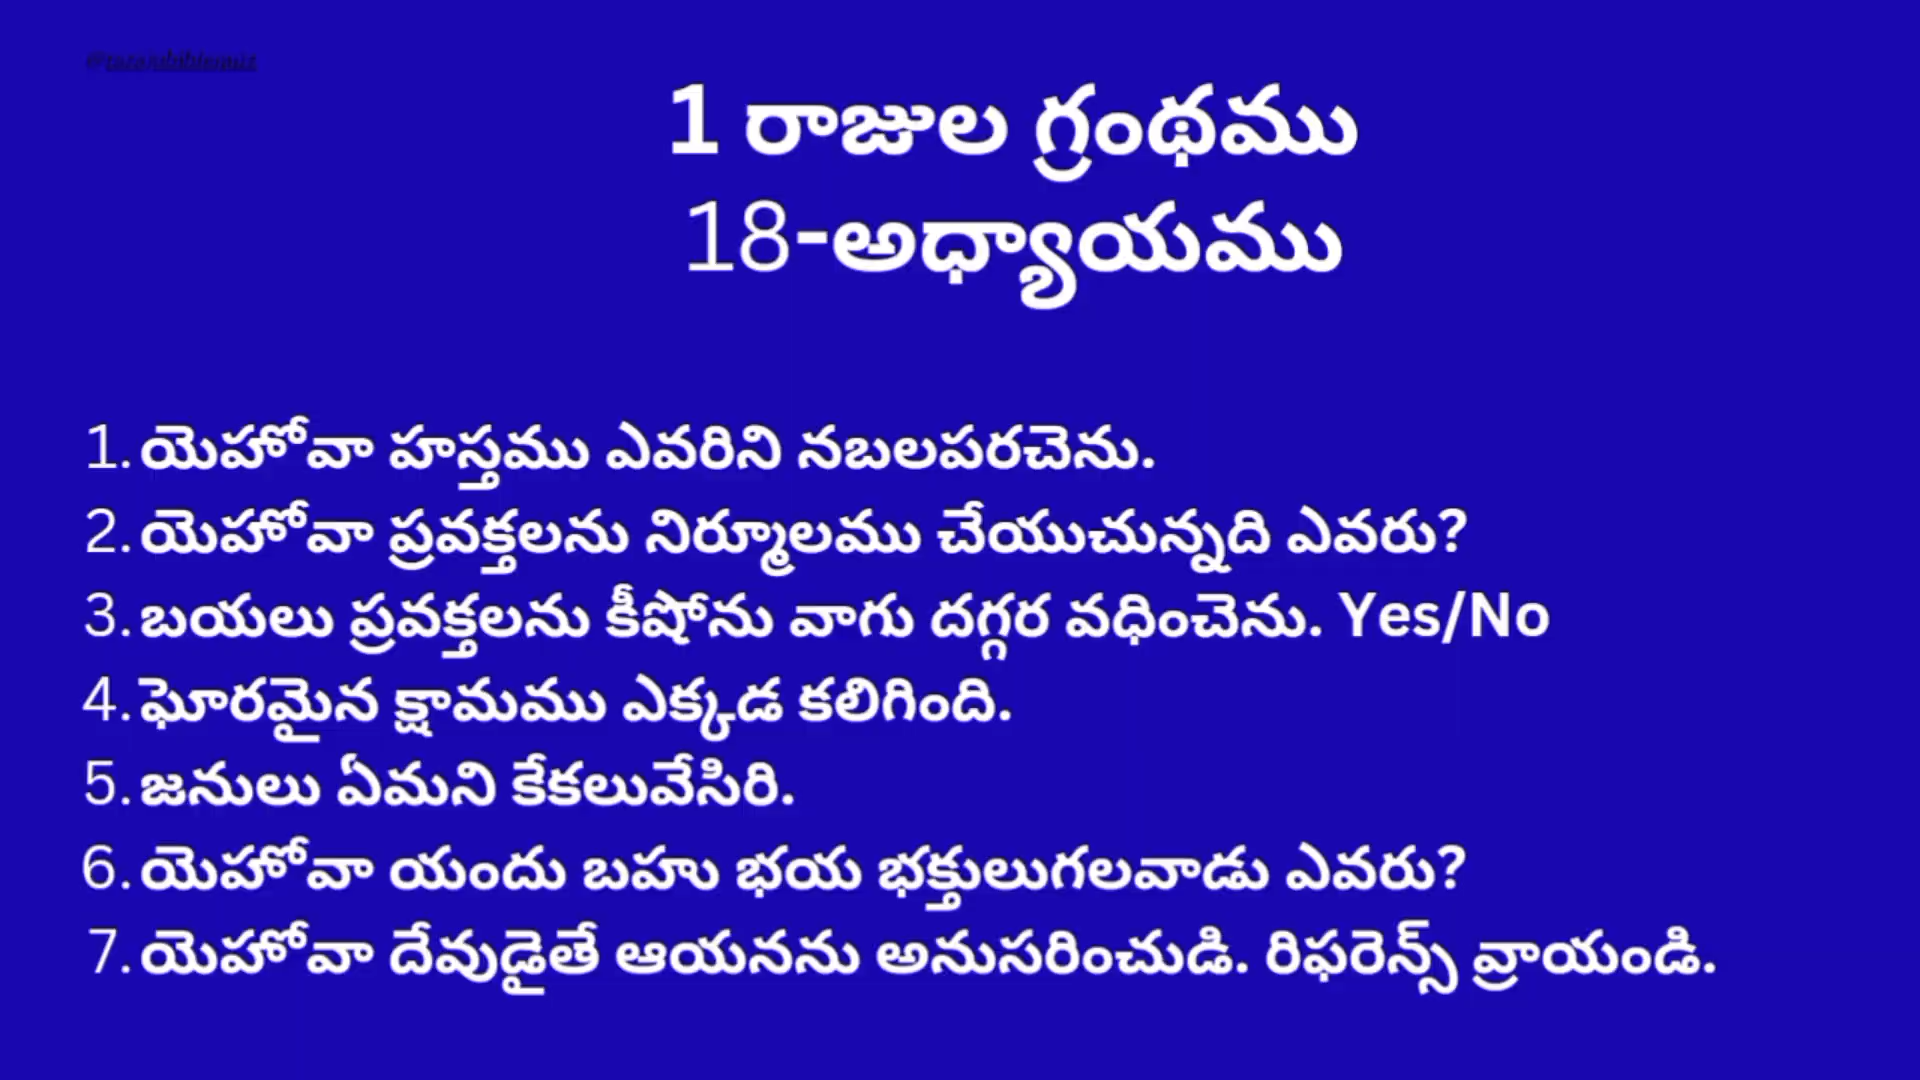 1 రాజుల గ్రంథము
18-అధ్యాయము
1. యెహోవా హస్తము ఎవరిని నబలపరచెను.
2. యెహోవా ప్రవక్తలను నిర్మూలము చేయుచున్నది ఎవరు?
3. బయలు ప్రవక్తలను కీషోను వాగు దగ్గర వధించెను. Yes/No
4. ఘోరమైన క్షామము ఎక్కడ కలిగింది.
5. జనులు ఏమని కేకలువేసిరి.
6. యెహోవా యందు బహు భయ భక్తులుగలవాడు ఎవరు?
7. యెహోవా దేవుడైతే ఆయనను అనుసరించుడి. రిఫరెన్స్ వ్రాయండి.